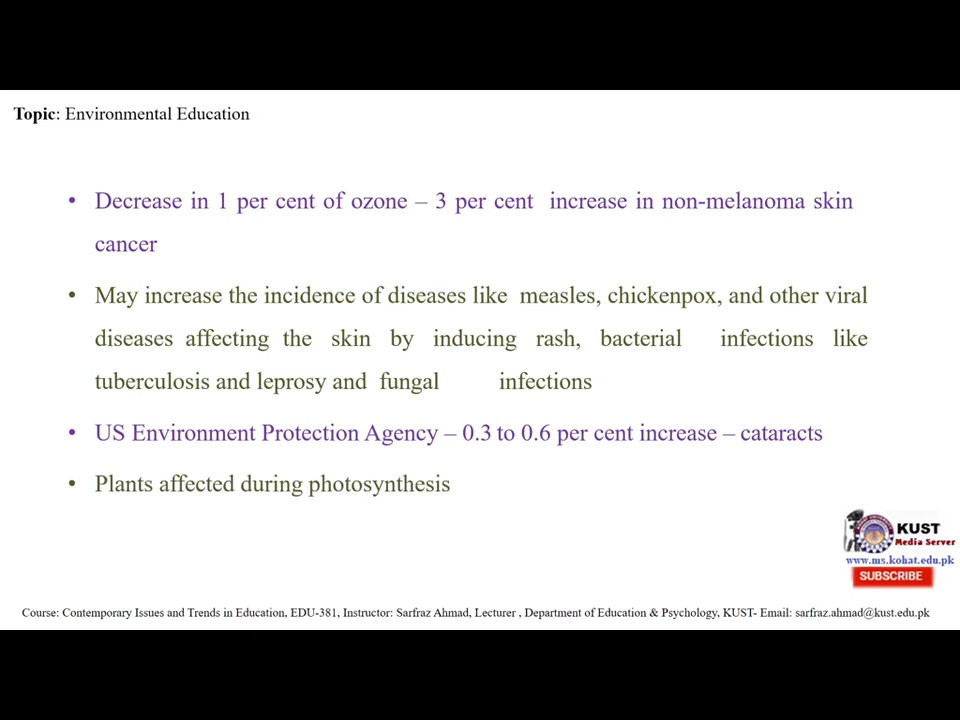 Topic: Environmental Education
• Decrease in 1 per cent of ozone – 3 per cent increase in non-melanoma skin
cancer
• May increase the incidence of diseases like measles, chickenpox, and other viral
diseases affecting the skin by inducing rash, bacterial infections like
tuberculosis and leprosy and fungal infections
• US Environment Protection Agency – 0.3 to 0.6 per cent increase – cataracts
• Plants affected during photosynthesis
KUST
Media Server
www.ms.kohat.edu.pk
SUBSCRIBE
Course: Contemporary Issues and Trends in Education, EDU-381, Instructor: Sarfraz Ahmad, Lecturer , Department of Education & Psychology, KUST- Email: sarfraz.ahmad@kust.edu.pk